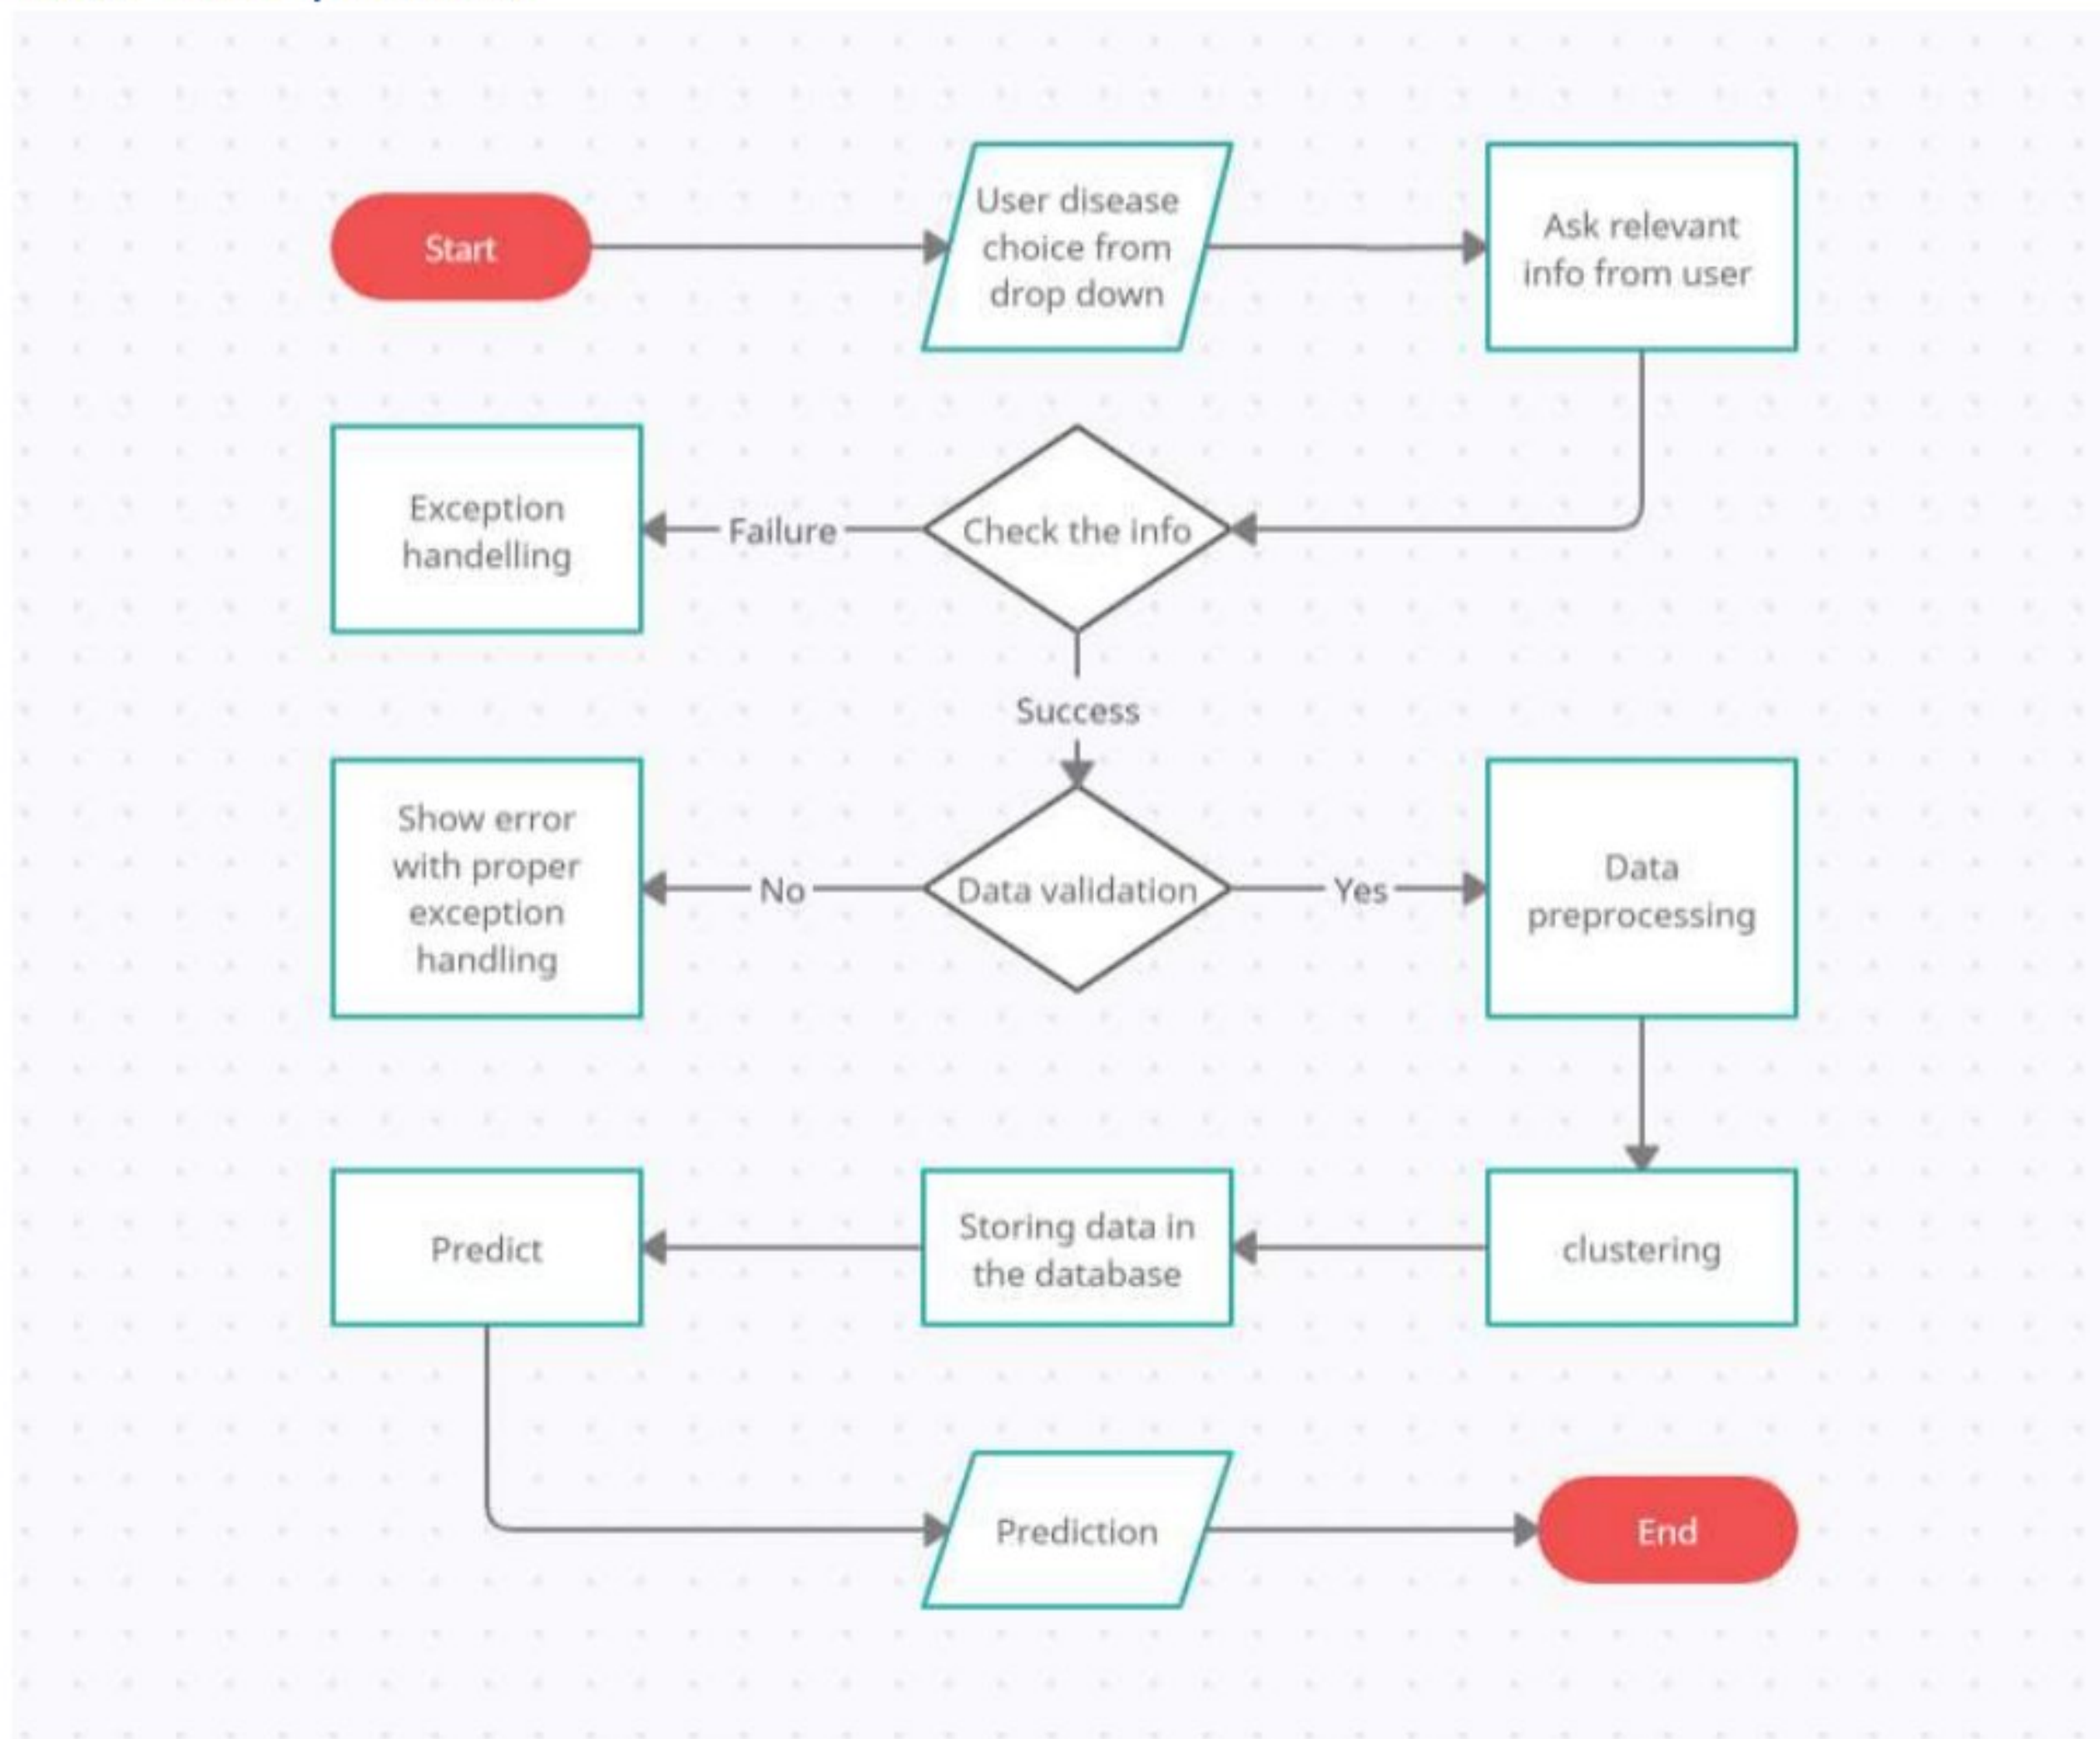 Start
User disease
choice from
drop down
Ask relevant
info from user
Exception
handelling
Failure
Check the info
Success
Show error
with proper
exception
handling
No
Data validation
Yes
Data
preprocessing
Predict
Storing data in
the database
clustering
Prediction
End